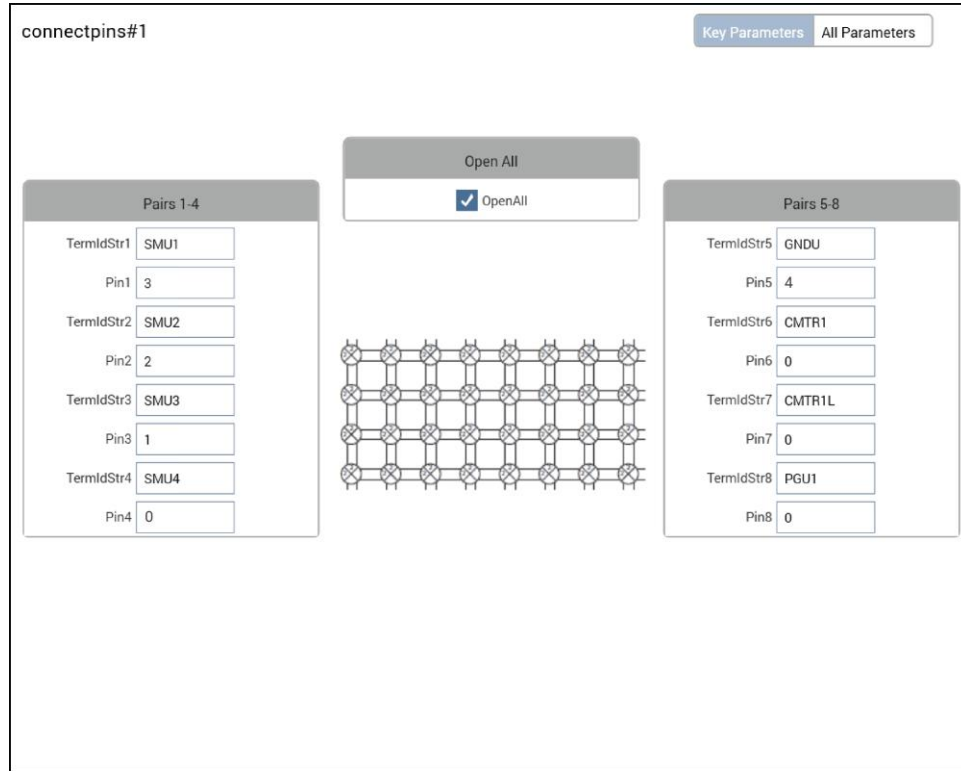 connectpins#1
Key Parameters All Parameters
Open All
OpenAll
Pairs 1-4
TermIdStr1 SMU1
Pin1 3
TermIdStr2 SMU2
Pin2 2
TermIdStr3 SMU3
Pin3 1
TermIdStr4 SMU4
Pin4 0
Pairs 5-8
TermIdStr5 GNDU
Pin5 4
TermIdStr6 CMTR1
Pin6 0
TermIdStr7 CMTR1L
Pin7 0
TermIdStr8 PGU1
Pin8 0